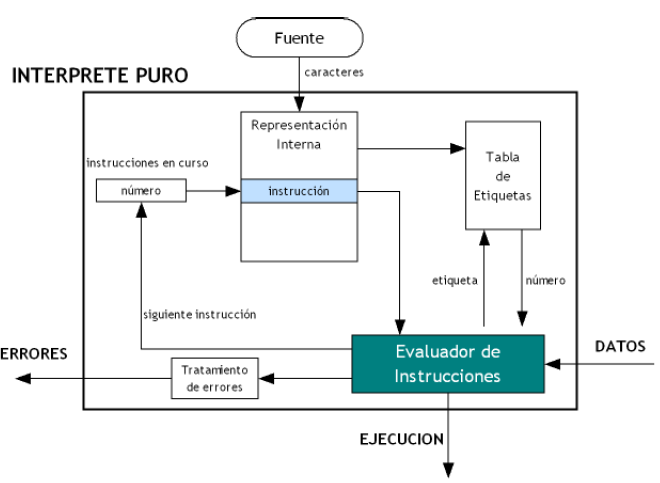 Fuente
caracteres
INTERPRETE PURO
Representación
Interna
Tabla
de
Etiquetas
instrucciones en curso
número
instrucción
etiqueta
número
siguiente instrucción
ERRORES
Evaluador de
Instrucciones
DATOS
Tratamiento
de errores
EJECUCION